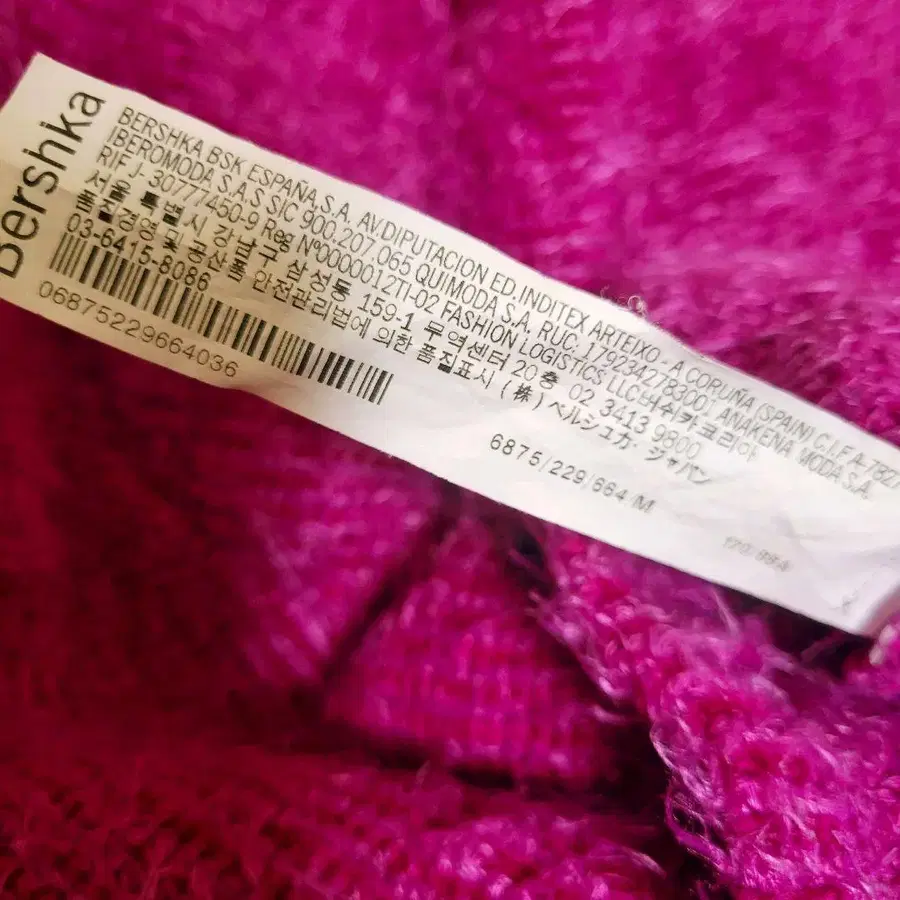 Bershka
BERSHKA BSK ESPAÑA,S.A. AV.DIPUTACION ED.INDITEX ARTEIXO - A CORUÑA (SPAIN) C.I.F A-7827
IBEROMODA S.A.S SIC 900.207.065 QUIMODA S.A. RUC.1792342783001 ANAKENA MODA S.A.
RIF J-30777450-9 Reg Nº0000012TI-02 FASHION LOGISTICS LLC버쉬카코리아
서울 특별시 강남구 삼성동 159-1 무역센터 20층 02 3413 9800
품질경영및공산품안전관리법에 의한 품질표시 (株)ベルシュカ・ジャパン
03-6415-8086
06875229664036
6875/229/664/M